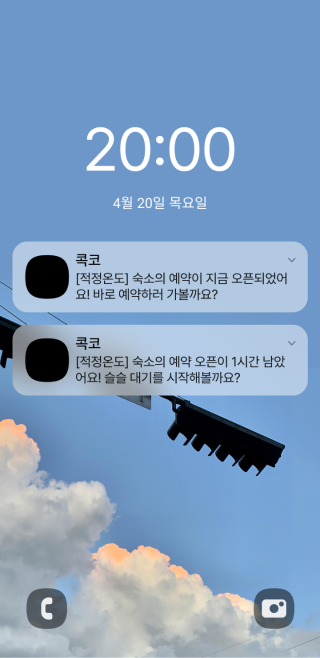 20:00
4월 20일 목요일
콕코
[적정온도] 숙소의 예약이 지금 오픈되었어
요! 바로 예약하러 가볼까요?
콕코
[적정온도] 숙소의 예약 오픈이 1시간 남았
어요! 슬슬 대기를 시작해볼까요?